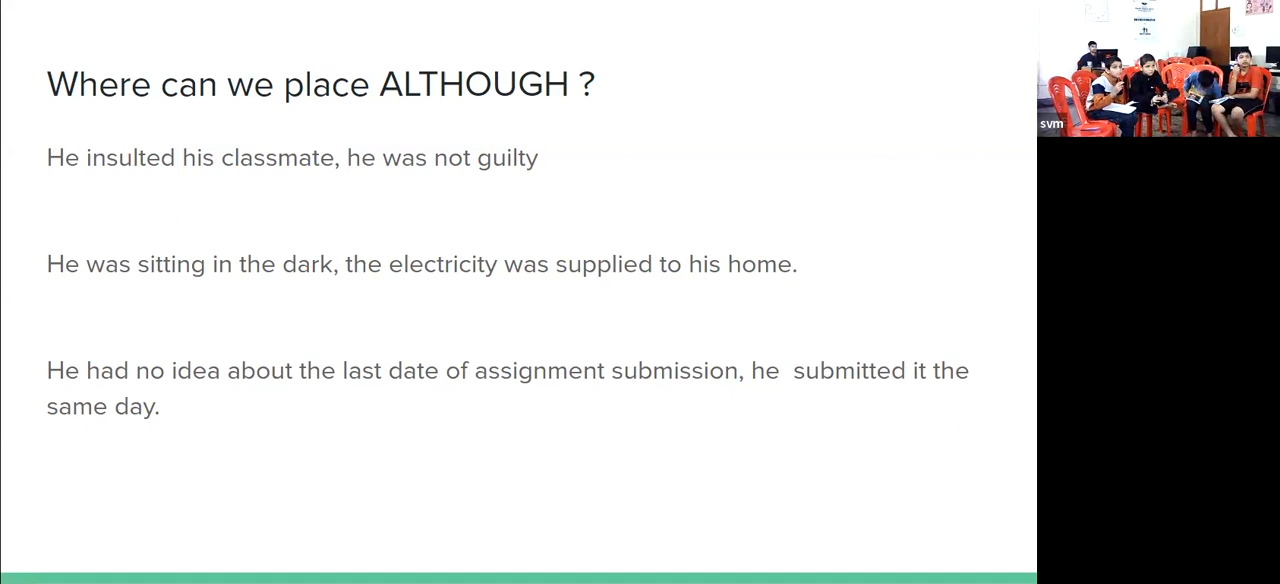 Where can we place ALTHOUGH ?
He insulted his classmate, he was not guilty
He was sitting in the dark, the electricity was supplied to his home.
He had no idea about the last date of assignment submission, he  submitted it the
same day.
svm